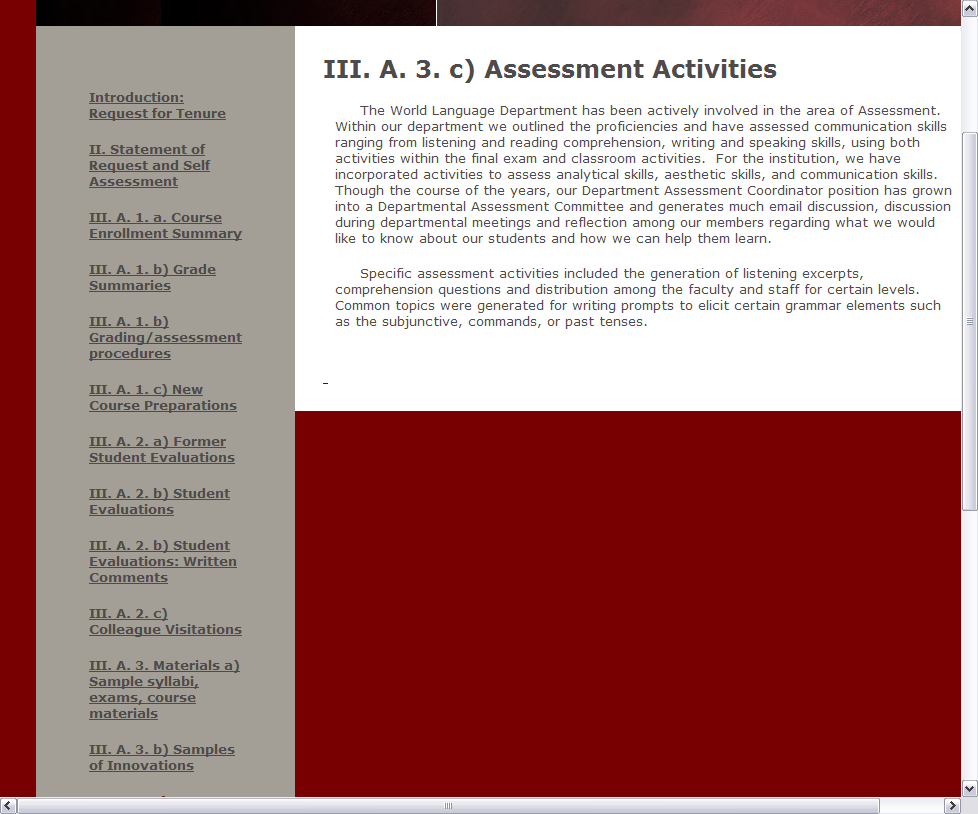 III. A. 3. c) Assessment Activities
The World Language Department has been actively involved in the area of Assessment.
Within our department we outlined the proficiencies and have assessed communication skills
ranging from listening and reading comprehension, writing and speaking skills, using both
activities within the final exam and classroom activities.  For the institution, we have
incorporated activities to assess analytical skills, aesthetic skills, and communication skills.
Though the course of the years, our Department Assessment Coordinator position has grown
into a Departmental Assessment Committee and generates much email discussion, discussion
during departmental meetings and reflection among our members regarding what we would
like to know about our students and how we can help them learn.
Specific assessment activities included the generation of listening excerpts,
comprehension questions and distribution among the faculty and staff for certain levels.
Common topics were generated for writing prompts to elicit certain grammar elements such
as the subjunctive, commands, or past tenses.
Introduction:
Request for Tenure
II. Statement of
Request and Self
Assessment
III. A. 1. a. Course
Enrollment Summary
III. A. 1. b) Grade
Summaries
III. A. 1. b)
Grading/assessment
procedures
III. A. 1. c) New
Course Preparations
III. A. 2. a) Former
Student Evaluations
III. A. 2. b) Student
Evaluations
III. A. 2. b) Student
Evaluations: Written
Comments
III. A. 2. c)
Colleague Visitations
III. A. 3. Materials a)
Sample syllabi,
exams, course
materials
III. A. 3. b) Samples
of Innovations